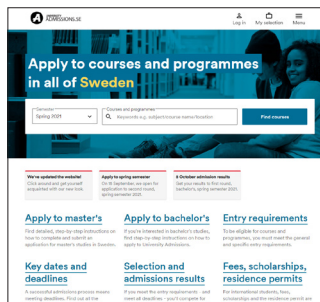 UNIVERSITY
ADMISSIONS.SE
Log in
My selection
Menu
Apply to courses and programmes
in all of Sweden
Semester
Spring 2021
Courses and programmes
Keywords e.g. subject/course name/location
Find courses
We've updated the website!
Click around and get yourself
acquainted with our new look.
Apply to spring semester
On 15 September, we open for
application to second round,
spring semester 2021.
8 October admission results
Get your results to first round,
bachelor's, spring semester 2021.
Apply to master's
Find detailed, step-by-step instructions on
how to complete and submit an
application for master's studies in Sweden.
Apply to bachelor's
If you're interested in bachelor's studies,
find step-by-step instructions on how to
apply to University Admissions.
Entry requirements
To be eligible for courses and
programmes, you must meet the general
and specific entry requirements.
Key dates and
deadlines
A successful admissions process means
meeting deadlines. Find out all the
Selection and
admissions results
If you meet the entry requirements - and
meet all deadlines - you'll compete for
Fees, scholarships,
residence permits
For international students, fees,
scholarships and the residence permit are